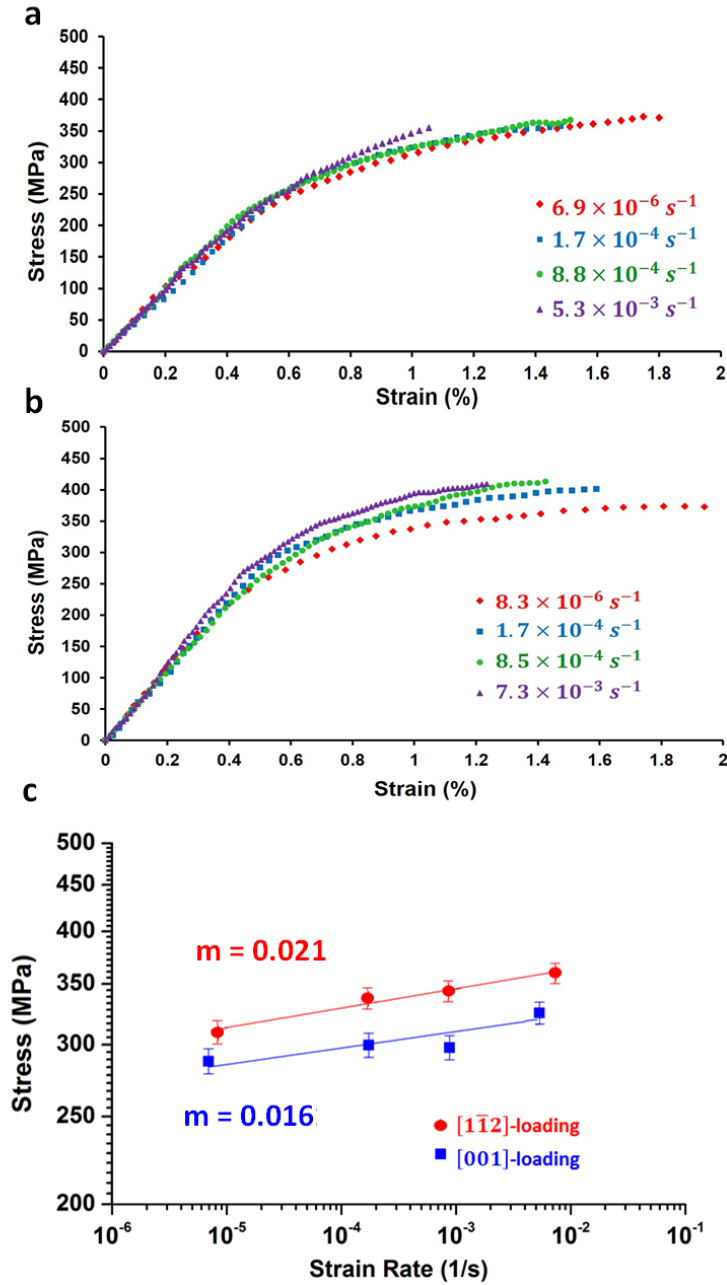 a
500
450
400
350
300
250
200
150
100
50
0
Stress (MPa)
6.9 × 10⁻⁶ s⁻¹
1.7 × 10⁻⁴ s⁻¹
8.8 × 10⁻⁴ s⁻¹
5.3 × 10⁻³ s⁻¹
0 0.2 0.4 0.6 0.8 1 1.2 1.4 1.6 1.8 2
Strain (%)
b
500
450
400
350
300
250
200
150
100
50
0
Stress (MPa)
8.3 × 10⁻⁶ s⁻¹
1.7 × 10⁻⁴ s⁻¹
8.5 × 10⁻⁴ s⁻¹
7.3 × 10⁻³ s⁻¹
0 0.2 0.4 0.6 0.8 1 1.2 1.4 1.6 1.8 2
Strain (%)
c
500
450
400
350
300
250
200
Stress (MPa)
m = 0.021
m = 0.016
[11̅2]-loading
[001]-loading
10⁻⁶ 10⁻⁵ 10⁻⁴ 10⁻³ 10⁻² 10⁻¹
Strain Rate (1/s)